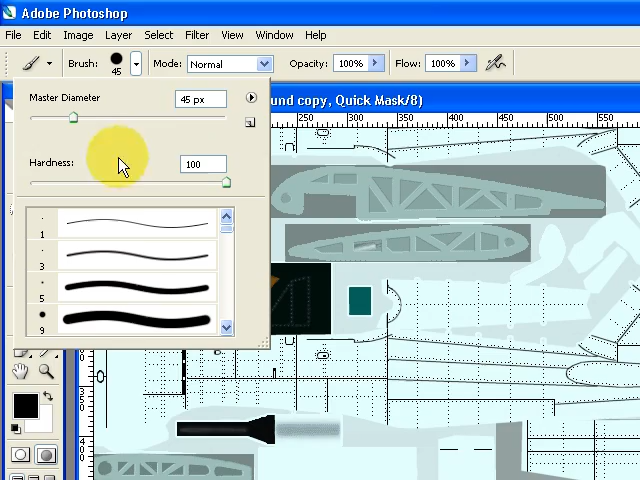 Adobe Photoshop
File Edit Image Layer Select Filter View Window Help
Brush: 45 Mode: Normal Opacity: 100% Flow: 100%
und copy, Quick Mask/8)
Master Diameter 45 px
250 300 350 400 450 500 550
Hardness: 100
1
3
5
9